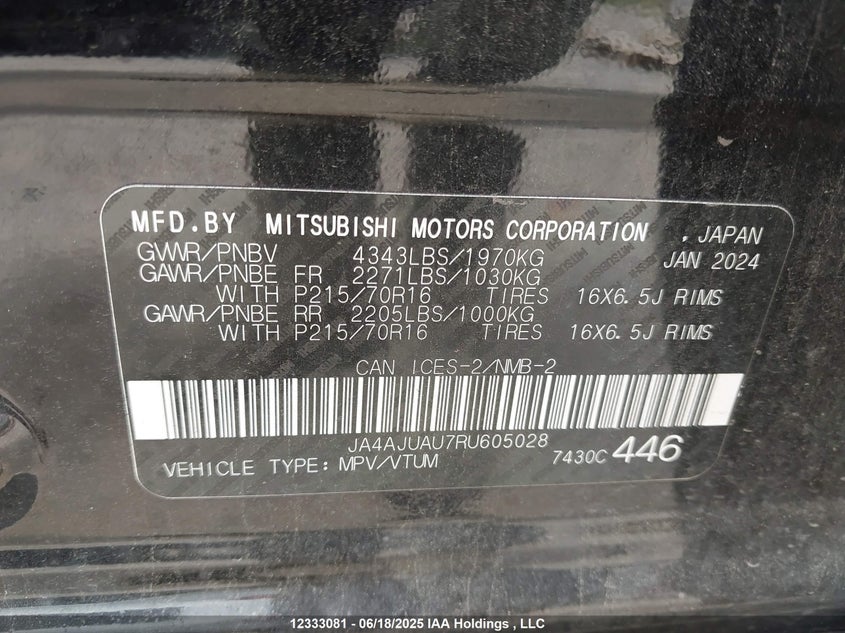 MFD.BY MITSUBISHI MOTORS CORPORATION , JAPAN
GVWR/PNBV 4343LBS/1970KG JAN 2024
GAWR/PNBE FR 2271LBS/1030KG
WITH P215/70R16 TIRES 16X6.5J RIMS
GAWR/PNBE RR 2205LBS/1000KG
WITH P215/70R16 TIRES 16X6.5J RIMS
CAN ICES-2/NMB-2
JA4AJUAU7RU605028
VEHICLE TYPE:MPV/VTUM 7430C 446
12333081 - 06/18/2025 IAA Holdings , LLC